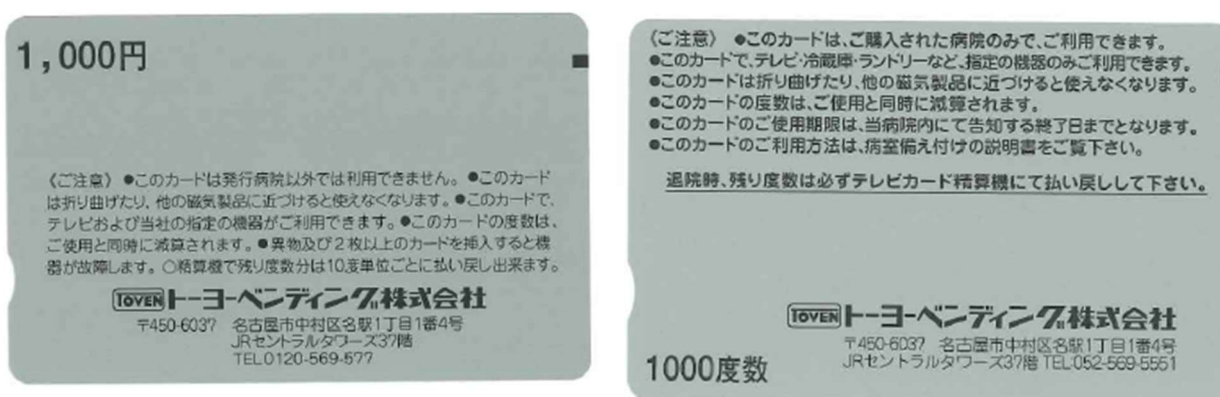 1,000円
《ご注意》 ●このカードは発行病院以外では利用できません。 ●このカード
は折り曲げたり、他の磁気製品に近づけると使えなくなります。●このカードで、
テレビおよび当社の指定の機器がご利用できます。●このカードの度数は、
ご使用と同時に減算されます。●異物及び2枚以上のカードを挿入すると機
器が故障します。○精算機で残り度数分は10度単位ごとに払い戻し出来ます。
TOVEN トーヨーベンディング株式会社
〒450-6037 名古屋市中村区名駅1丁目1番4号
JRセントラルタワーズ37階
TEL0120-569-577
《ご注意》 ●このカードは、ご購入された病院のみで、ご利用できます。
●このカードで、テレビ・冷蔵庫・ランドリーなど、指定の機器のみご利用できます。
●このカードは折り曲げたり、他の磁気製品に近づけると使えなくなります。
●このカードの度数は、ご使用と同時に減算されます。
●このカードのご使用期限は、当病院内にて告知する終了日までとなります。
●このカードのご利用方法は、病室備え付けの説明書をご覧下さい。
退院時、残り度数は必ずテレビカード精算機にて払い戻しして下さい。
TOVEN トーヨーベンディング株式会社
〒450-6037 名古屋市中村区名駅1丁目1番4号
JRセントラルタワーズ37階 TEL052-569-5551
1000度数